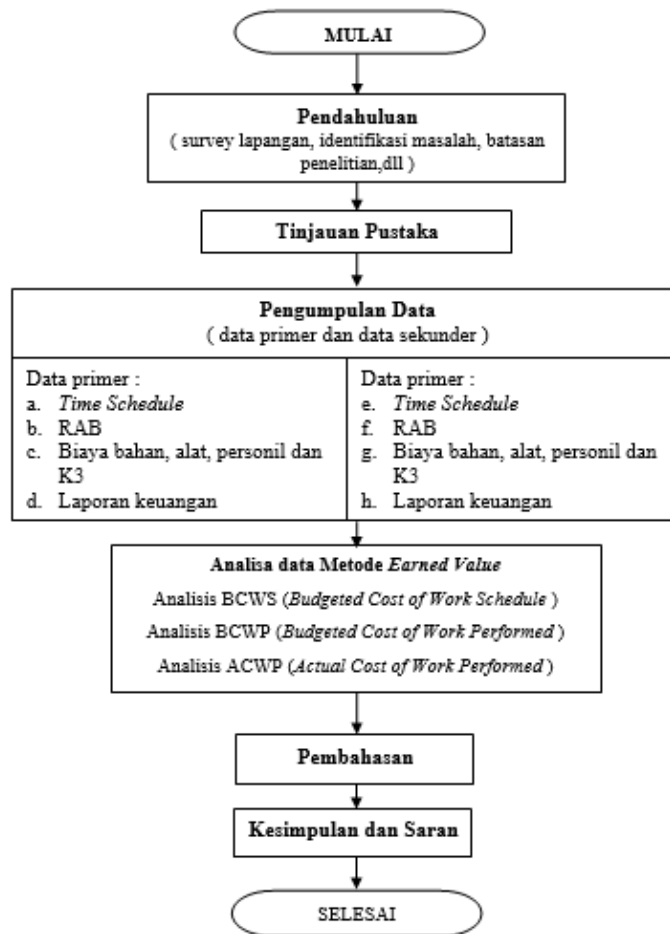 MULAI
Pendahuluan
( survey lapangan, identifikasi masalah, batasan
penelitian,dll )
Tinjauan Pustaka
Pengumpulan Data
( data primer dan data sekunder )
Data primer :
a. Time Schedule
b. RAB
c. Biaya bahan, alat, personil dan
K3
d. Laporan keuangan
Data primer :
e. Time Schedule
f. RAB
g. Biaya bahan, alat, personil dan
K3
h. Laporan keuangan
Analisa data Metode Earned Value
Analisis BCWS (Budgeted Cost of Work Schedule )
Analisis BCWP (Budgeted Cost of Work Performed )
Analisis ACWP (Actual Cost of Work Performed )
Pembahasan
Kesimpulan dan Saran
SELESAI